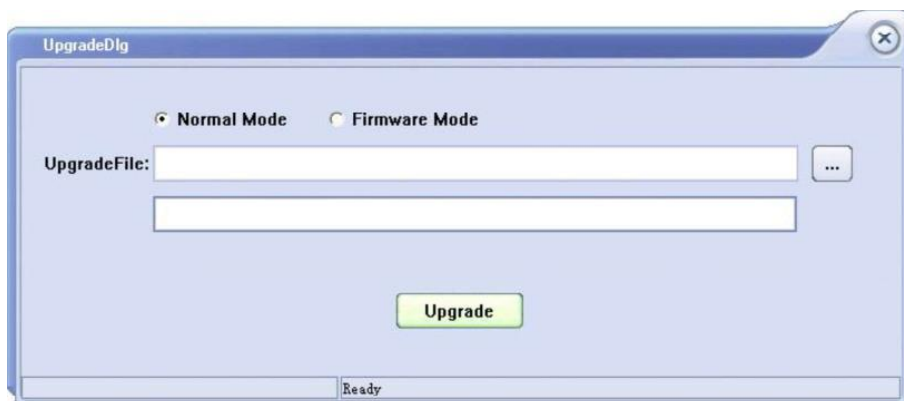 UpgradeDlg
Normal Mode Firmware Mode
UpgradeFile: ...
Upgrade
Ready